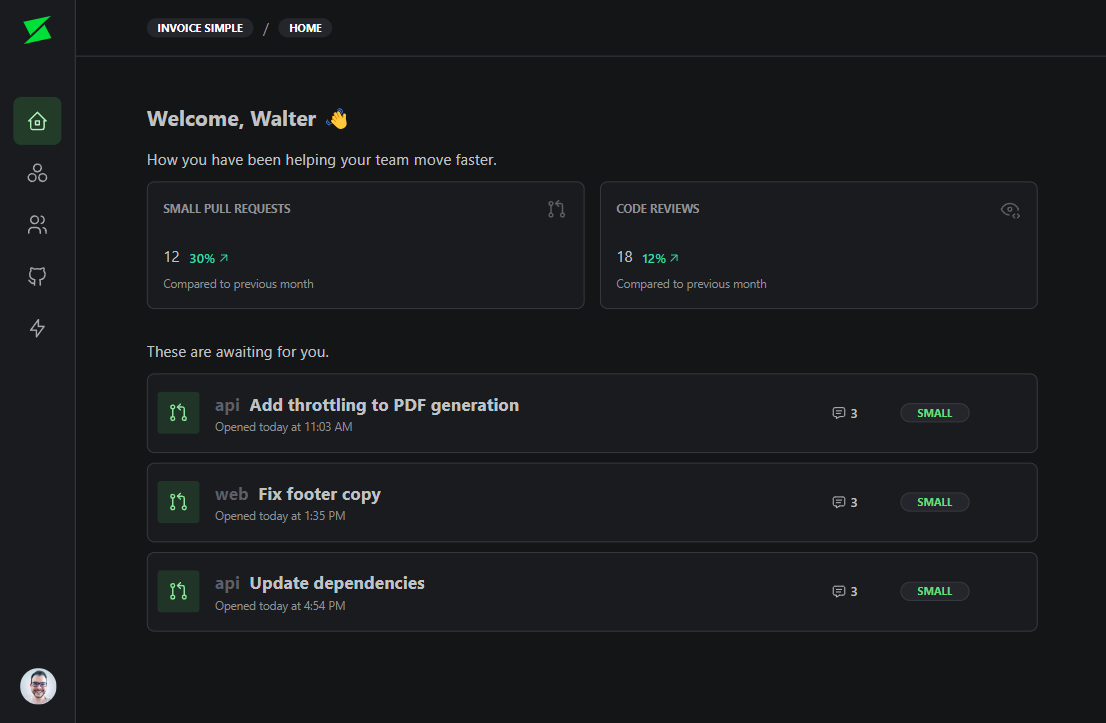 INVOICE SIMPLE / HOME
Welcome, Walter 👋
How you have been helping your team move faster.
SMALL PULL REQUESTS
12 30% ↗
Compared to previous month
CODE REVIEWS
18 12% ↗
Compared to previous month
These are awaiting for you.
api Add throttling to PDF generation
Opened today at 11:03 AM
3 SMALL
web Fix footer copy
Opened today at 1:35 PM
3 SMALL
api Update dependencies
Opened today at 4:54 PM
3 SMALL